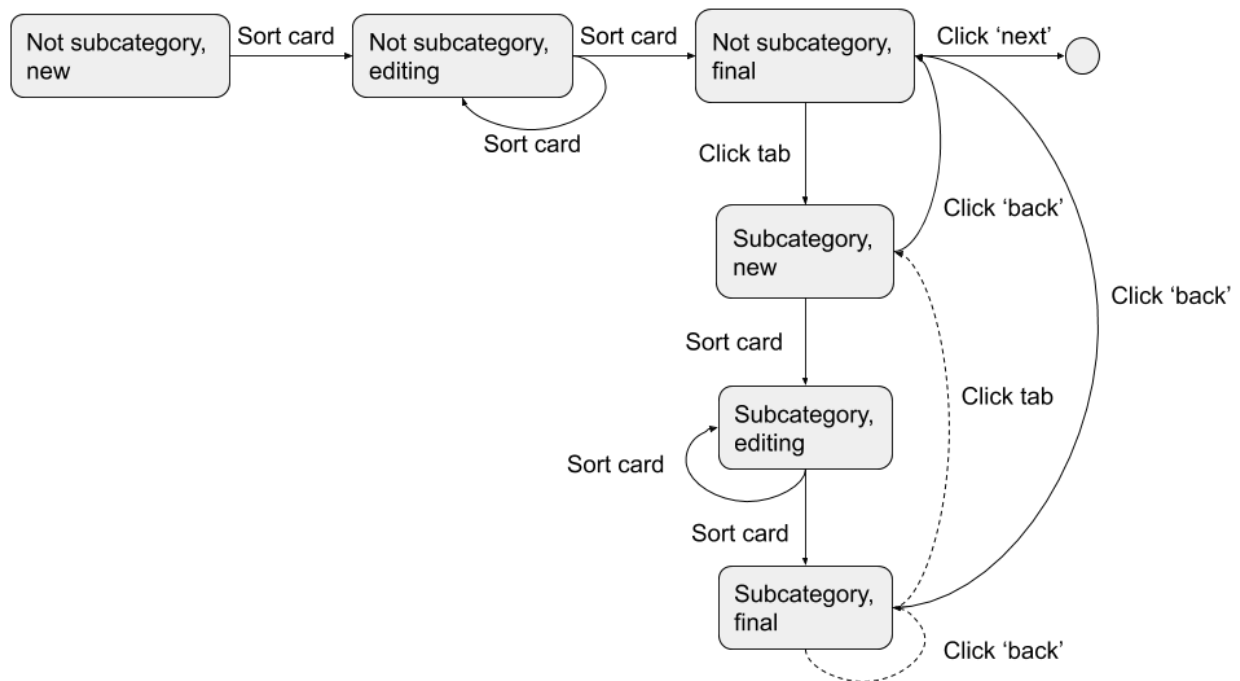 Not subcategory,
new
Sort card
Not subcategory,
editing
Sort card
Sort card
Not subcategory,
final
Click ‘next’
Click tab
Click ‘back’
Subcategory,
new
Click ‘back’
Sort card
Click tab
Subcategory,
editing
Sort card
Sort card
Subcategory,
final
Click ‘back’